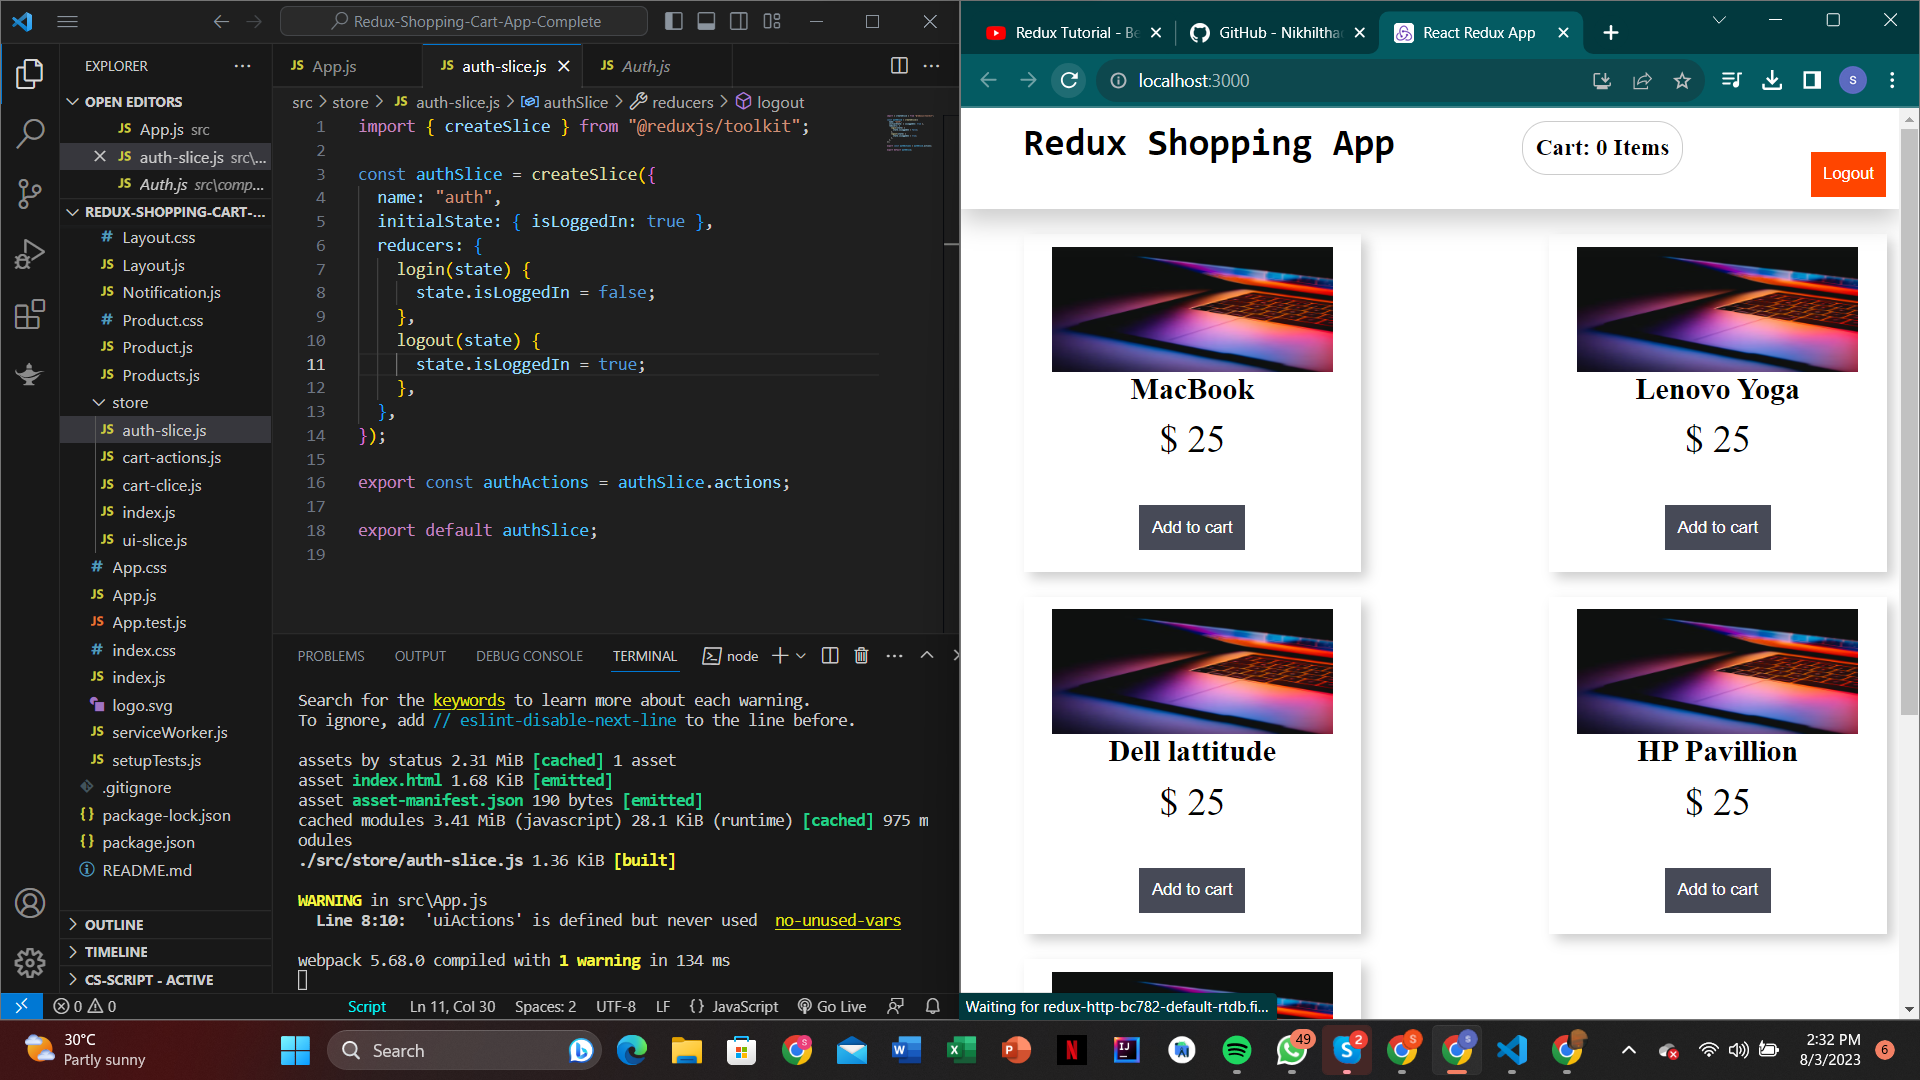 Redux-Shopping-Cart-App-Complete
EXPLORER
OPEN EDITORS
JS App.js src
JS auth-slice.js src\...
JS Auth.js src\comp...
REDUX-SHOPPING-CART-...
# Layout.css
JS Layout.js
JS Notification.js
# Product.css
JS Product.js
JS Products.js
store
JS auth-slice.js
JS cart-actions.js
JS cart-clice.js
JS index.js
JS ui-slice.js
# App.css
JS App.js
JS App.test.js
# index.css
JS index.js
logo.svg
JS serviceWorker.js
JS setupTests.js
.gitignore
{} package-lock.json
{} package.json
README.md
OUTLINE
TIMELINE
CS-SCRIPT - ACTIVE
JS App.js
JS auth-slice.js
JS Auth.js
src > store > JS auth-slice.js > authSlice > reducers > logout
1 import { createSlice } from "@reduxjs/toolkit";
2
3 const authSlice = createSlice({
4 name: "auth",
5 initialState: { isLoggedIn: true },
6 reducers: {
7 login(state) {
8 state.isLoggedIn = false;
9 },
10 logout(state) {
11 state.isLoggedIn = true;
12 },
13 },
14 });
15
16 export const authActions = authSlice.actions;
17
18 export default authSlice;
19
PROBLEMS OUTPUT DEBUG CONSOLE TERMINAL node
Search for the keywords to learn more about each warning.
To ignore, add // eslint-disable-next-line to the line before.
assets by status 2.31 MiB [cached] 1 asset
asset index.html 1.68 KiB [emitted]
asset asset-manifest.json 190 bytes [emitted]
cached modules 3.41 MiB (javascript) 28.1 KiB (runtime) [cached] 975 m
odules
./src/store/auth-slice.js 1.36 KiB [built]
WARNING in src\App.js
Line 8:10: 'uiActions' is defined but never used no-unused-vars
webpack 5.68.0 compiled with 1 warning in 134 ms
0 0 Script Ln 11, Col 30 Spaces: 2 UTF-8 LF {} JavaScript Go Live
Redux Tutorial - Be
GitHub - Nikhiltha
React Redux App
localhost:3000
S
Redux Shopping App
Cart: 0 Items
Logout
MacBook
$ 25
Add to cart
Lenovo Yoga
$ 25
Add to cart
Dell lattitude
$ 25
Add to cart
HP Pavillion
$ 25
Add to cart
Waiting for redux-http-bc782-default-rtdb.fi...
30°C
Partly sunny
Search
49
2
2:32 PM
8/3/2023
6